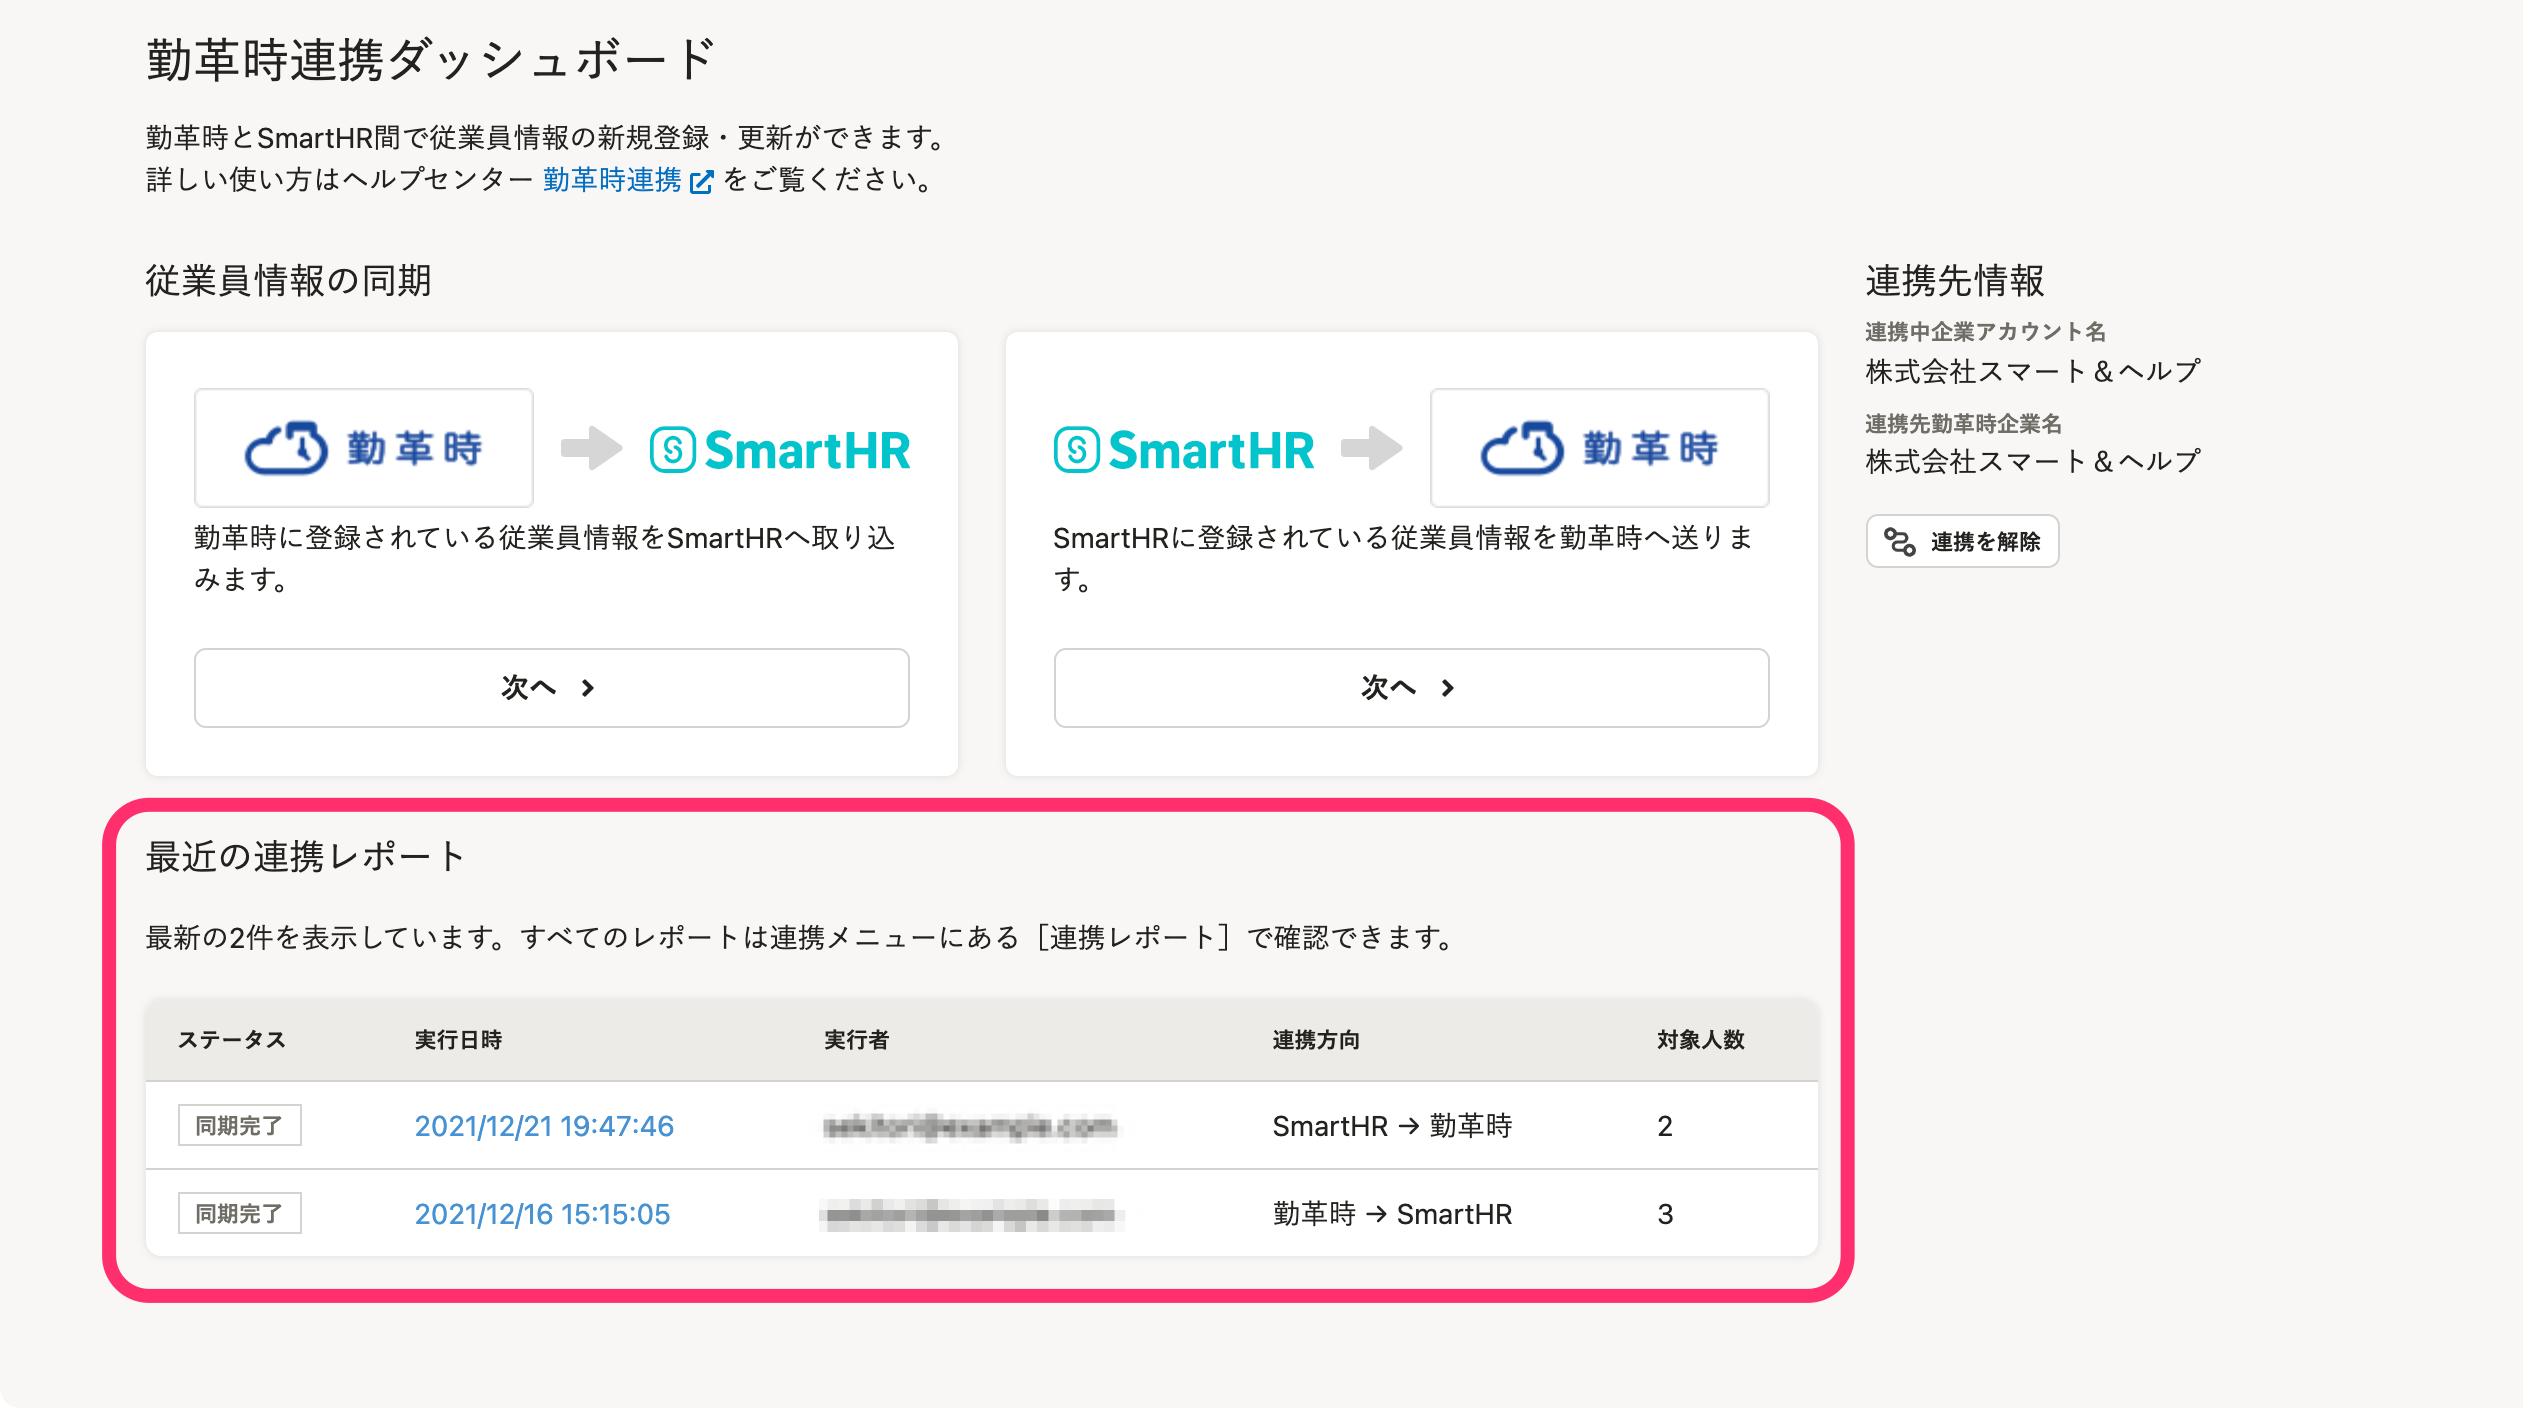 勤革時連携ダッシュボード
勤革時とSmartHR間で従業員情報の新規登録・更新ができます。
詳しい使い方はヘルプセンター 勤革時連携 をご覧ください。
従業員情報の同期
勤革時 SmartHR
勤革時に登録されている従業員情報をSmartHRへ取り込
みます。
次へ
SmartHR 勤革時
SmartHRに登録されている従業員情報を勤革時へ送りま
す。
次へ
連携先情報
連携中企業アカウント名
株式会社スマート＆ヘルプ
連携先勤革時企業名
株式会社スマート＆ヘルプ
連携を解除
最近の連携レポート
最新の2件を表示しています。すべてのレポートは連携メニューにある［連携レポート］で確認できます。
ステータス 実行日時 実行者 連携方向 対象人数
同期完了 2021/12/21 19:47:46 SmartHR → 勤革時 2
同期完了 2021/12/16 15:15:05 勤革時 → SmartHR 3